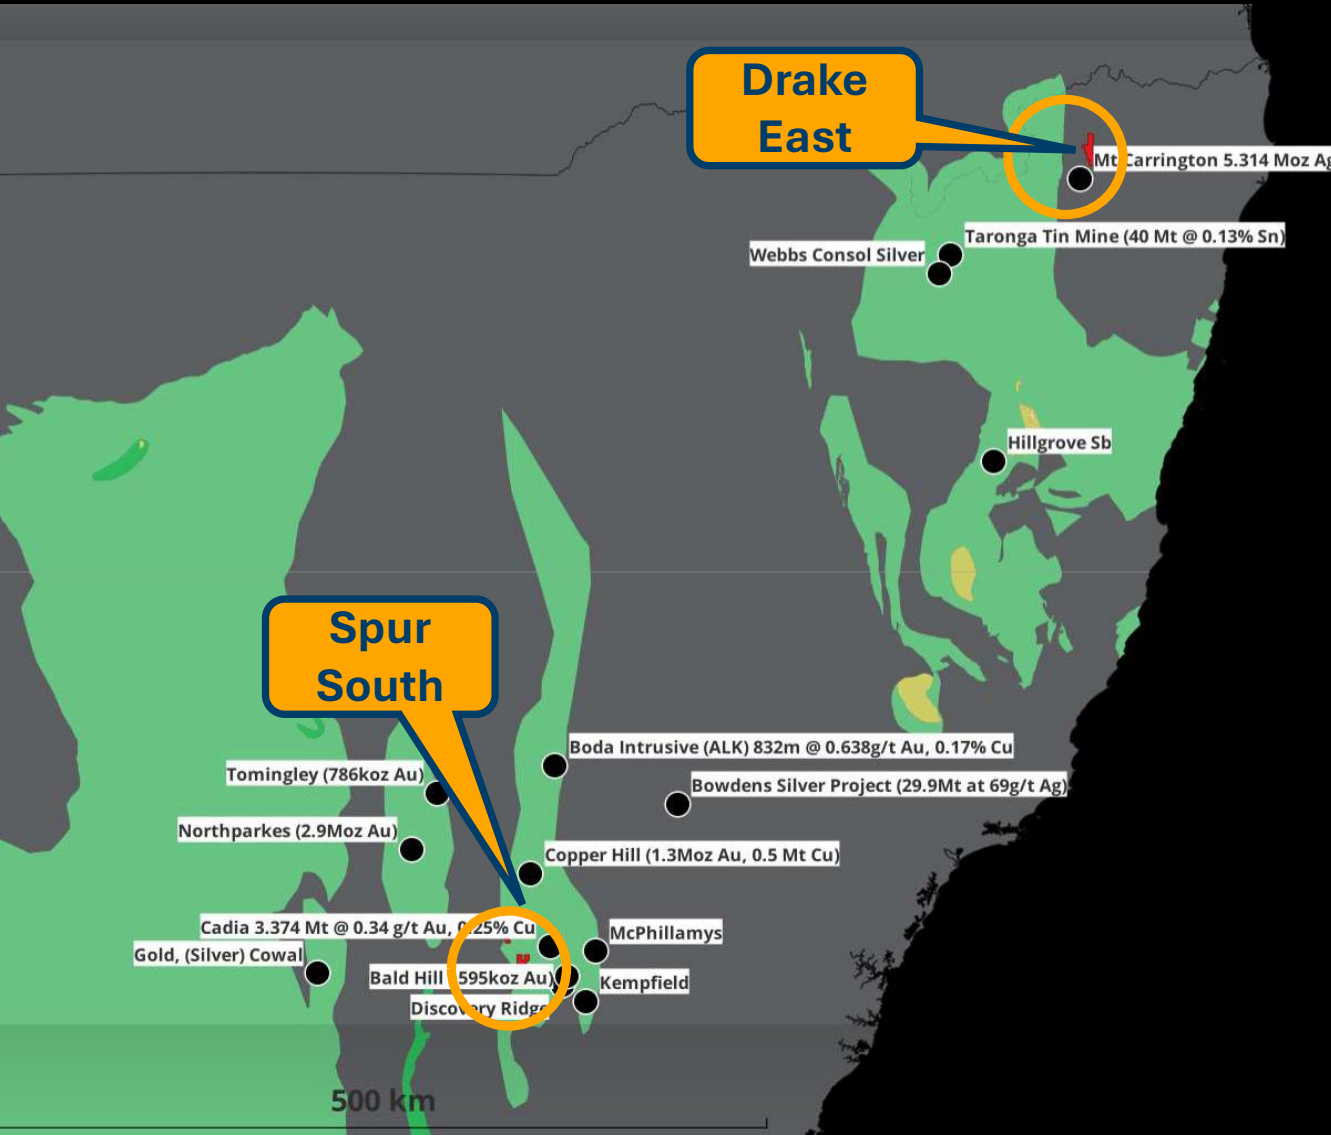 Drake
East
Mt Carrington 5.314 Moz Ag
Taronga Tin Mine (40 Mt @ 0.13% Sn)
Webbs Consol Silver
Hillgrove Sb
Spur
South
Boda Intrusive (ALK) 832m @ 0.638g/t Au, 0.17% Cu
Tomingley (786koz Au)
Bowdens Silver Project (29.9Mt at 69g/t Ag)
Northparkes (2.9Moz Au)
Copper Hill (1.3Moz Au, 0.5 Mt Cu)
Cadia 3.374 Mt @ 0.34 g/t Au, 0.25% Cu
McPhillamys
Gold, (Silver) Cowal
Bald Hill (595koz Au)
Kempfield
Discovery Ridge
500 km